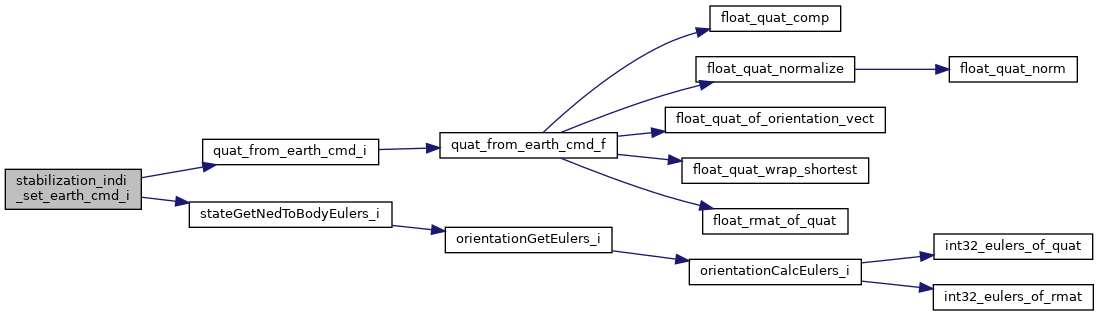 stabilization_indi
_set_earth_cmd_i
quat_from_earth_cmd_i
stateGetNedToBodyEulers_i
quat_from_earth_cmd_f
orientationGetEulers_i
float_quat_comp
float_quat_normalize
float_quat_of_orientation_vect
float_quat_wrap_shortest
float_rmat_of_quat
orientationCalcEulers_i
float_quat_norm
int32_eulers_of_quat
int32_eulers_of_rmat